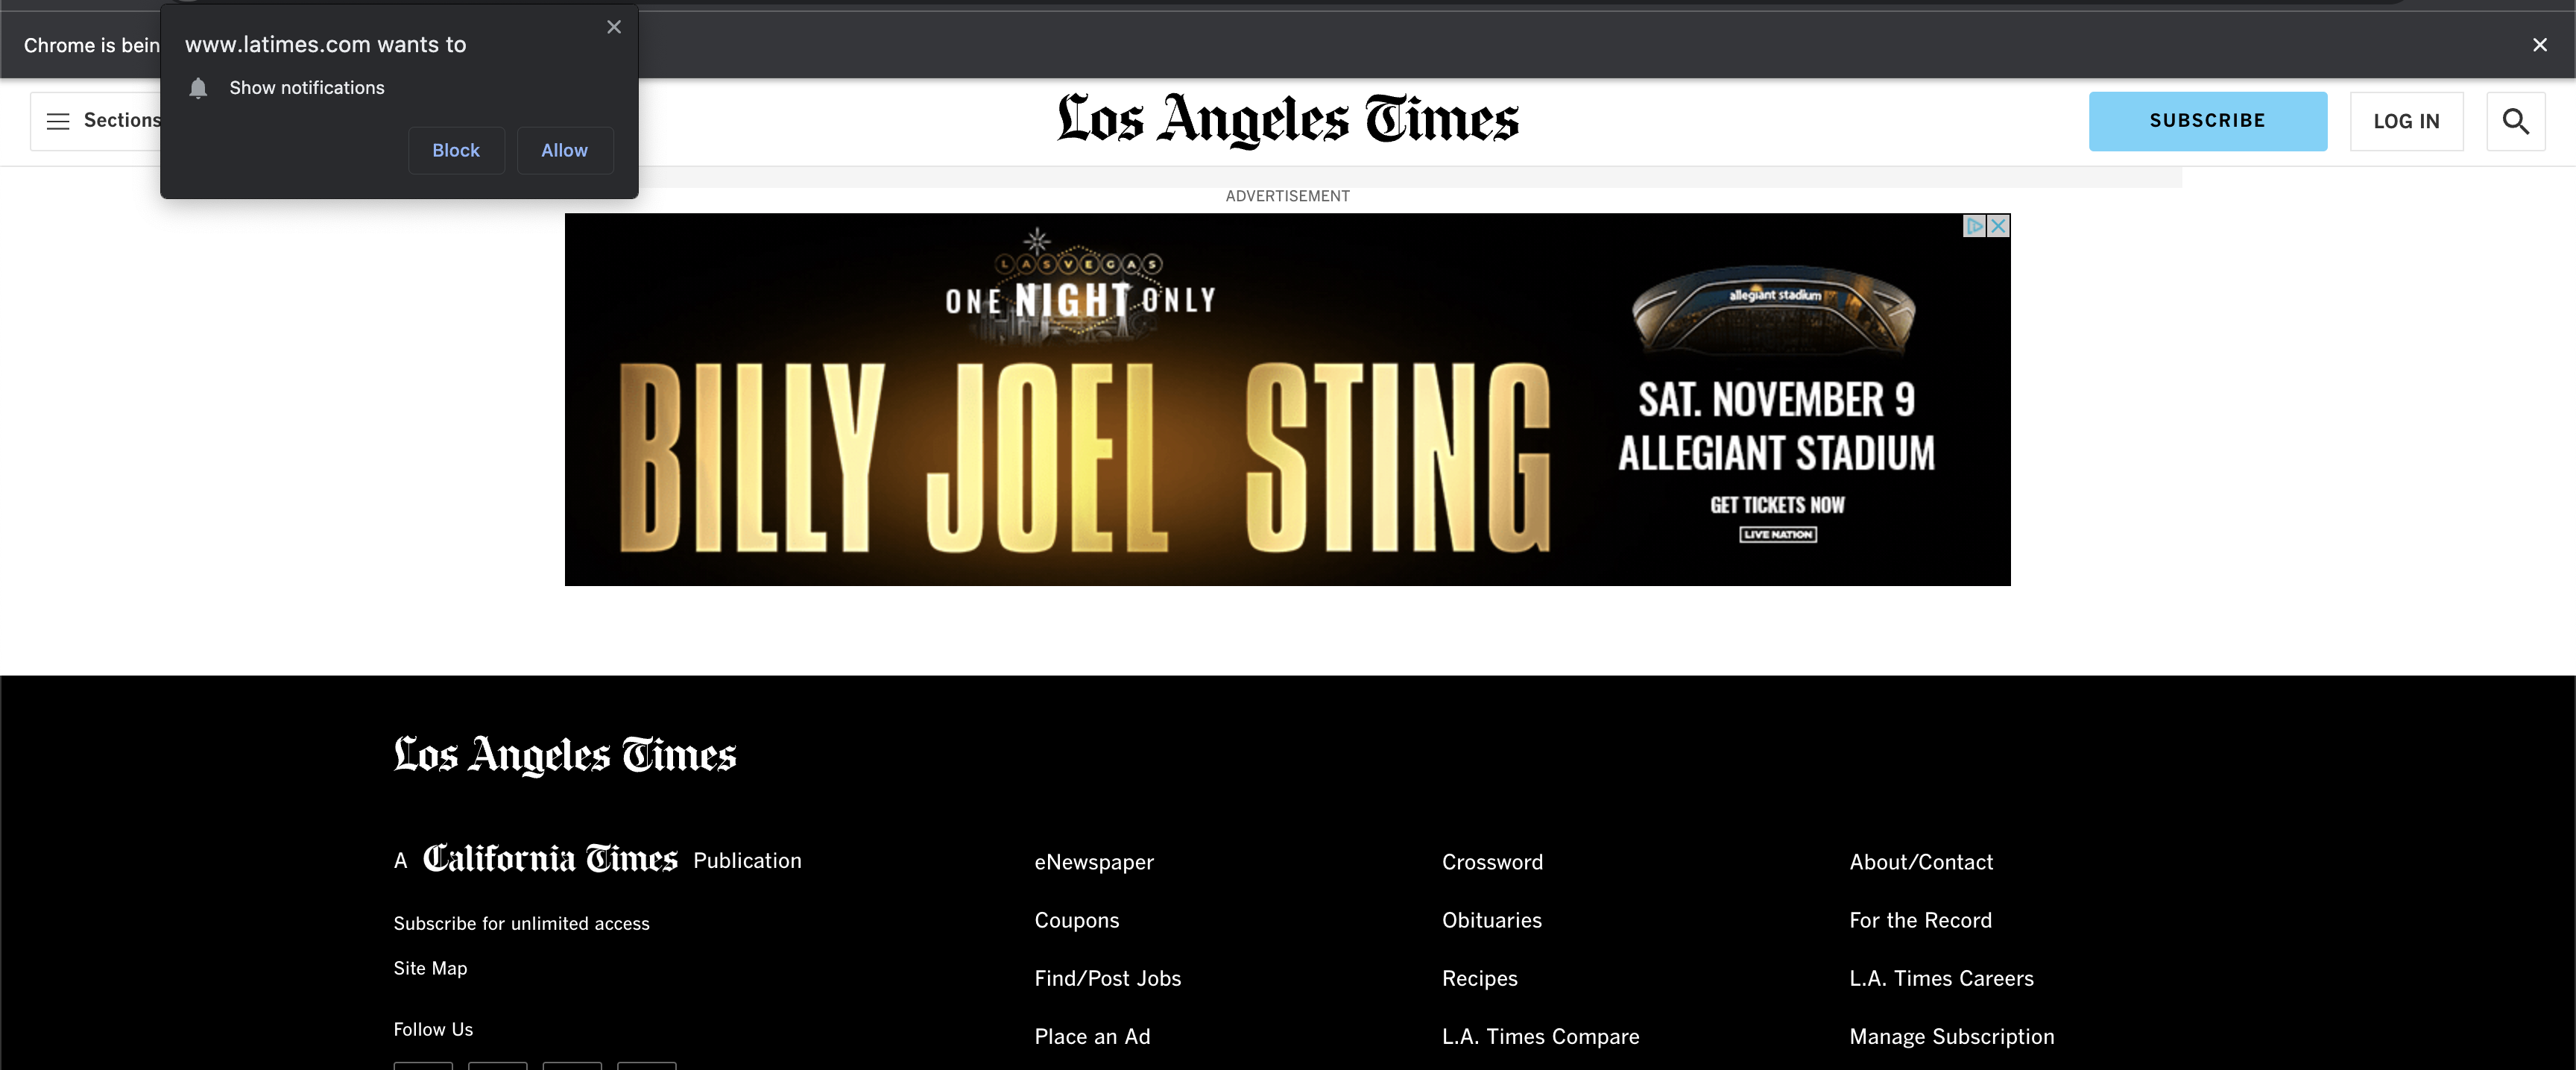 Chrome is bein
www.latimes.com wants to
Show notifications
Block
Allow
Sections
Los Angeles Times
SUBSCRIBE
LOG IN
ADVERTISEMENT
LAS VEGAS
ONE NIGHT ONLY
BILLY JOEL STING
allegiant stadium
SAT. NOVEMBER 9
ALLEGIANT STADIUM
GET TICKETS NOW
LIVE NATION
Los Angeles Times
A California Times Publication
Subscribe for unlimited access
Site Map
Follow Us
eNewspaper
Coupons
Find/Post Jobs
Place an Ad
Crossword
Obituaries
Recipes
L.A. Times Compare
About/Contact
For the Record
L.A. Times Careers
Manage Subscription